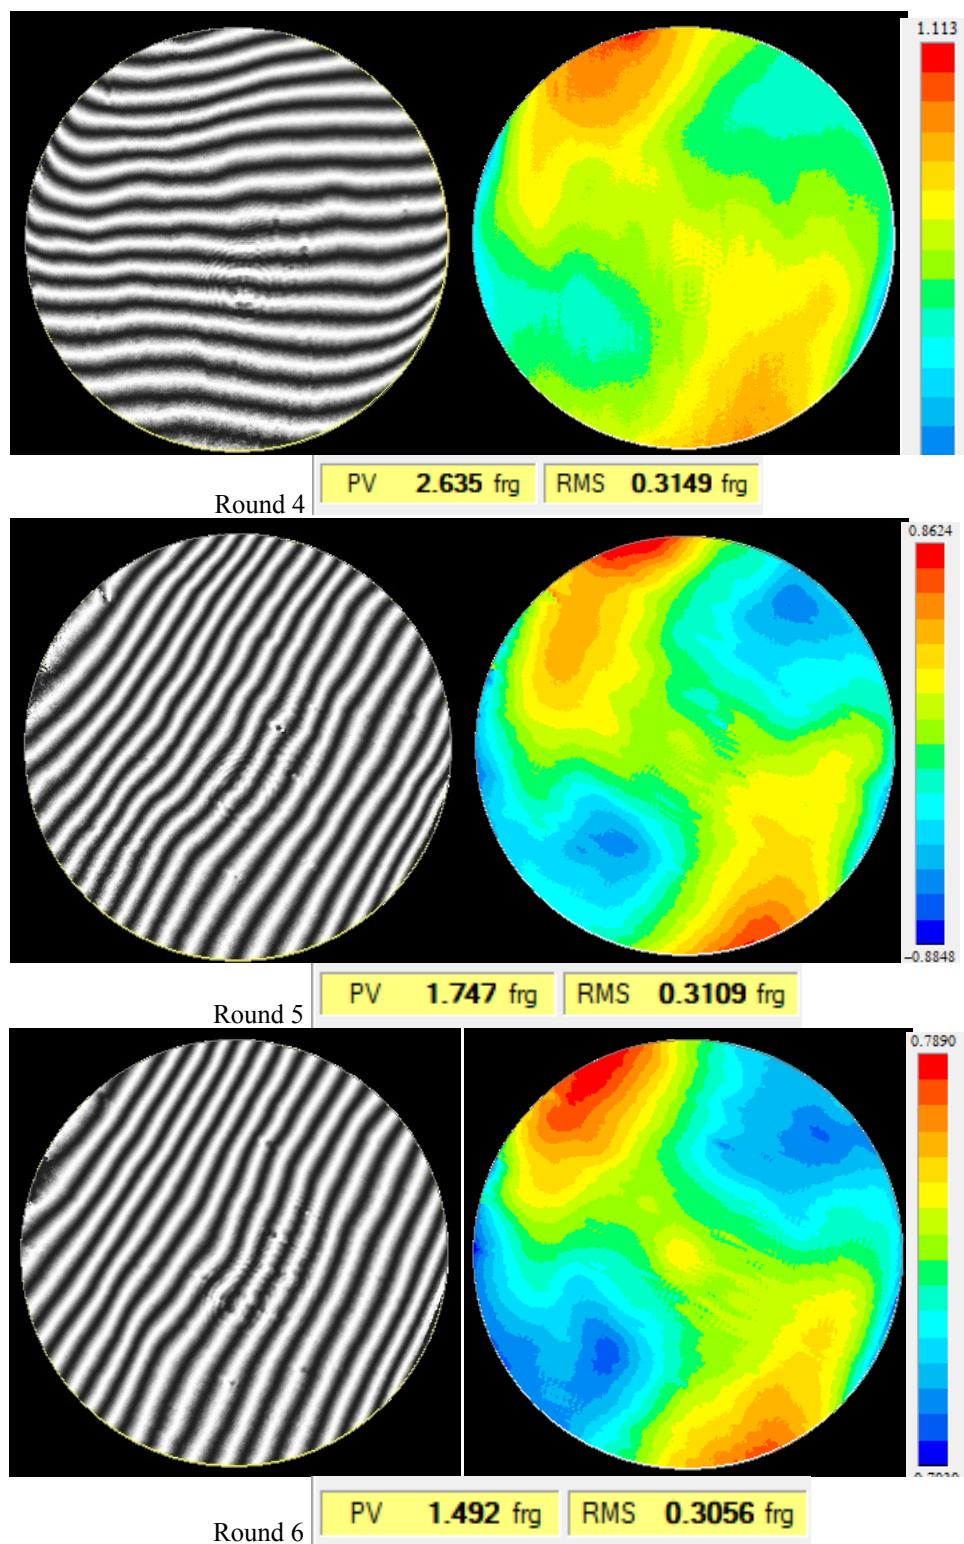 1.113
PV 2.635 frg RMS 0.3149 frg
Round 4
0.8624
-0.8848
PV 1.747 frg RMS 0.3109 frg
Round 5
0.7890
PV 1.492 frg RMS 0.3056 frg
Round 6